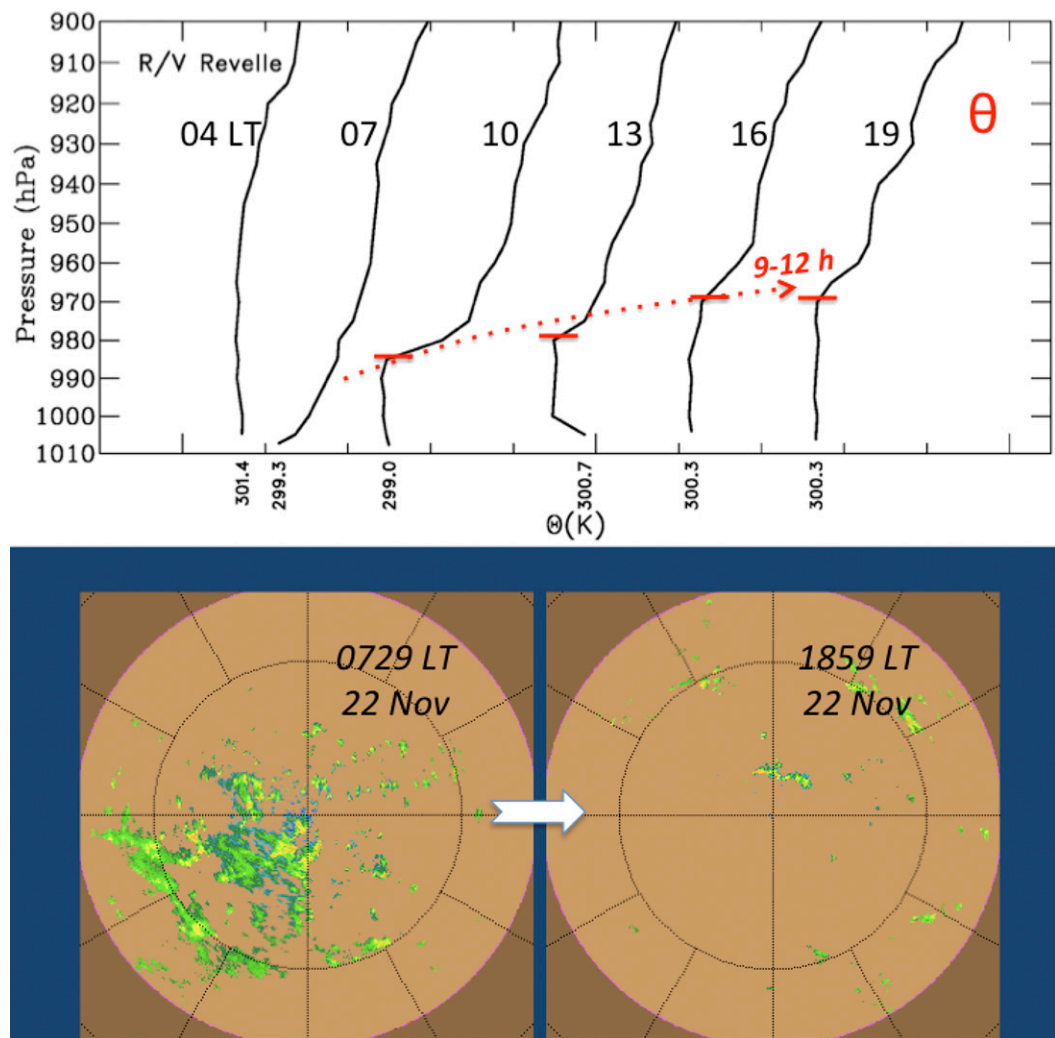 900
910
920
930
940
950
960
970
980
990
1000
1010
Pressure (hPa)
R/V Revelle
04 LT 07 10 13 16 19
θ
9-12 h
301.4 299.3 299.0 300.7 300.3 300.3
Θ(K)
0729 LT
22 Nov
1859 LT
22 Nov